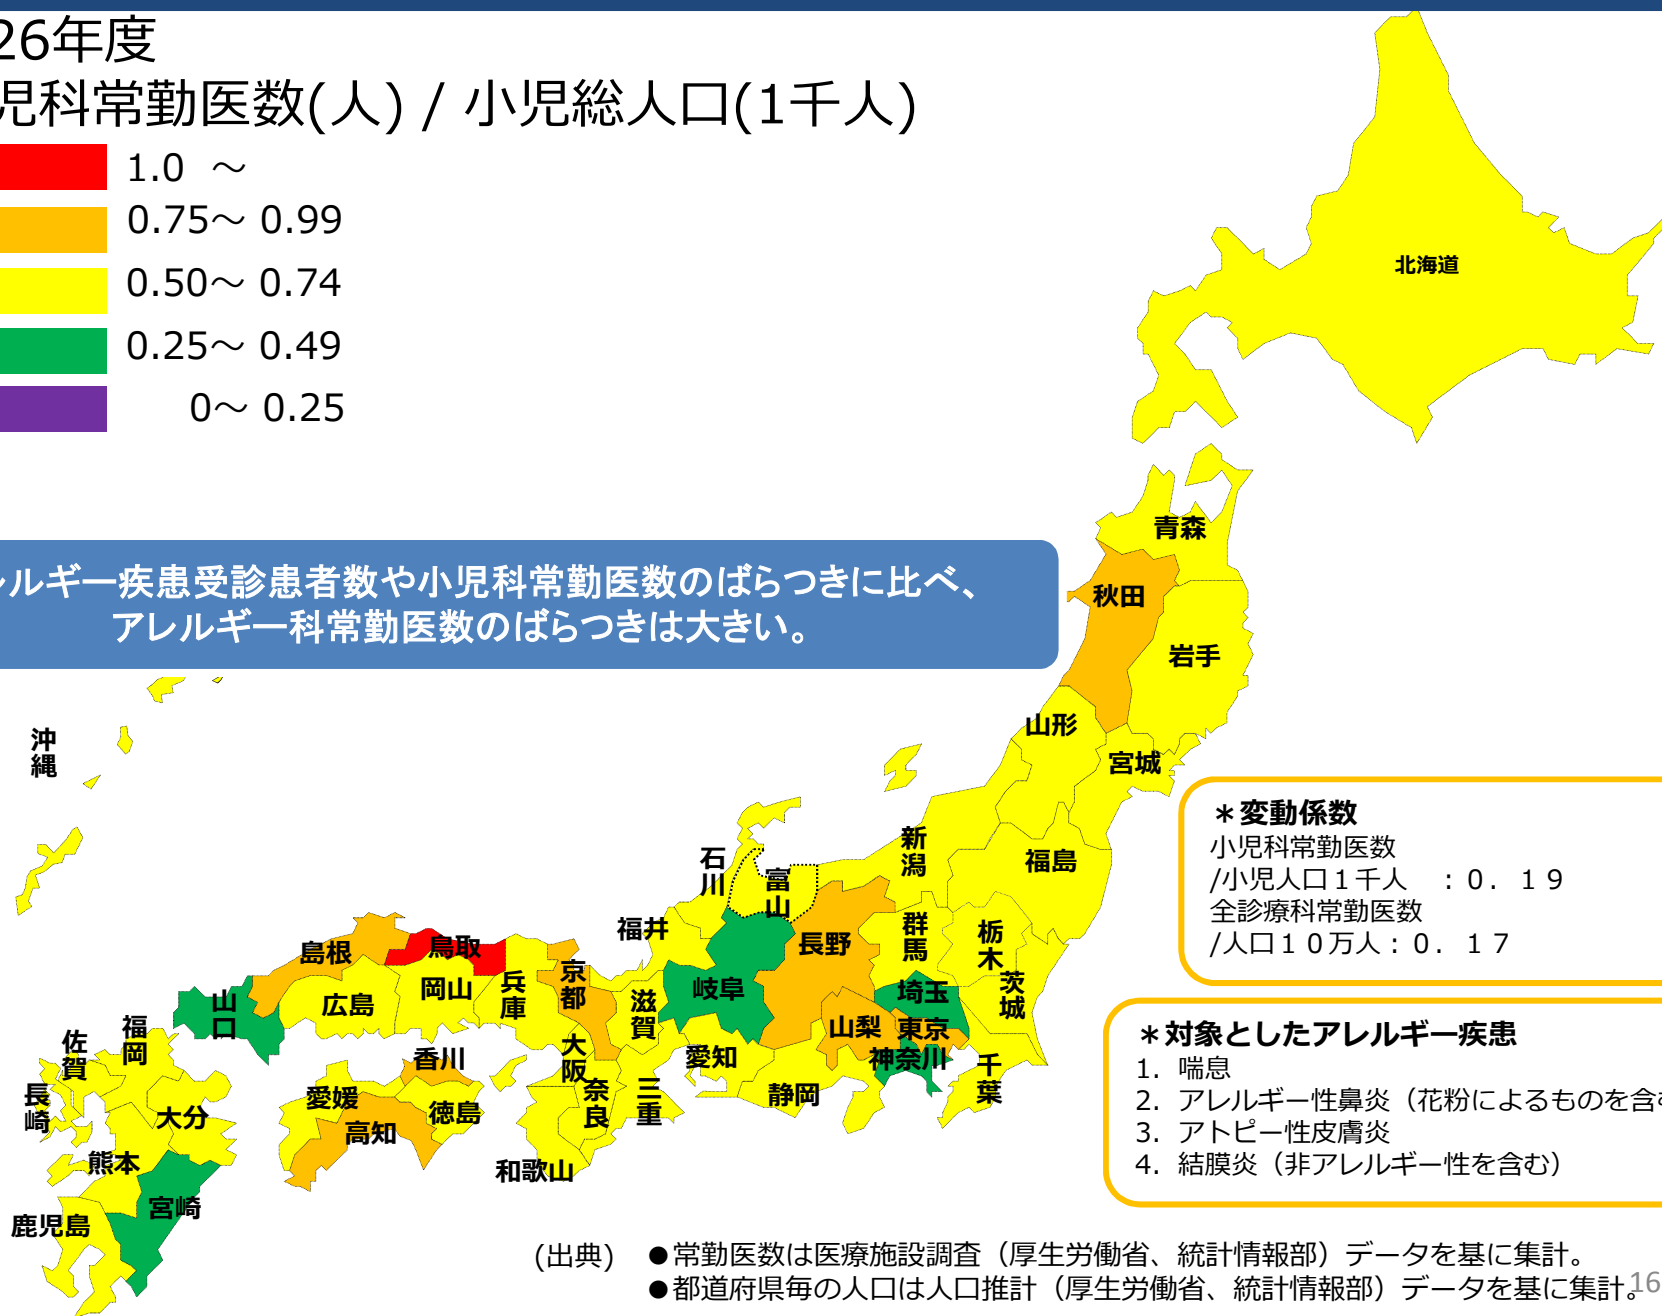 26年度
児科常勤医数(人) / 小児総人口(1千人)
1.0 ～
0.75～ 0.99
0.50～ 0.74
0.25～ 0.49
0～ 0.25
レルギー疾患受診患者数や小児科常勤医数のばらつきに比べ、
アレルギー科常勤医数のばらつきは大きい。
北海道
青森
秋田
岩手
山形
宮城
福島
新潟
石川
富山
福井
長野
群馬
栃木
茨城
埼玉
東京
神奈川
千葉
山梨
岐阜
愛知
静岡
三重
滋賀
京都
大阪
奈良
和歌山
兵庫
鳥取
島根
岡山
広島
山口
香川
徳島
愛媛
高知
福岡
佐賀
長崎
大分
熊本
宮崎
鹿児島
沖縄
＊変動係数
小児科常勤医数
/小児人口１千人　：０．１９
全診療科常勤医数
/人口１０万人：０．１７
＊対象としたアレルギー疾患
1. 喘息
2. アレルギー性鼻炎（花粉によるものを含
3. アトピー性皮膚炎
4. 結膜炎（非アレルギー性を含む）
(出典) ●常勤医数は医療施設調査（厚生労働省、統計情報部）データを基に集計。
●都道府県毎の人口は人口推計（厚生労働省、統計情報部）データを基に集計。
16